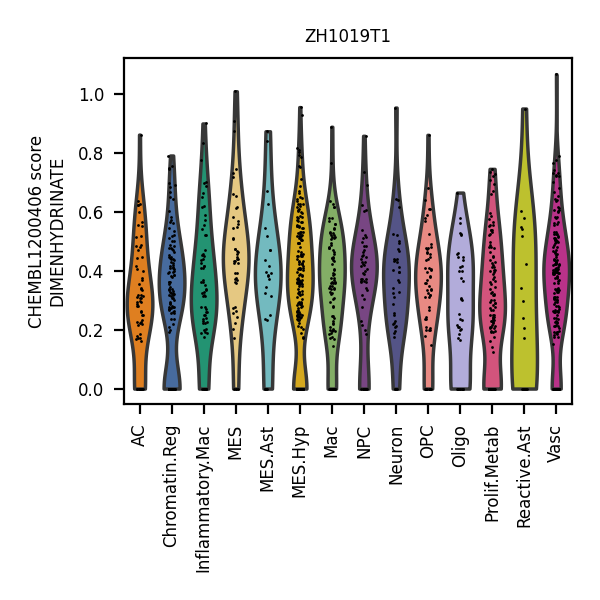 ZH1019T1
CHEMBL1200406 score
DIMENHYDRINATE
1.0
0.8
0.6
0.4
0.2
0.0
AC
Chromatin.Reg
Inflammatory.Mac
MES
MES.Ast
MES.Hyp
Mac
NPC
Neuron
OPC
Oligo
Prolif.Metab
Reactive.Ast
Vasc